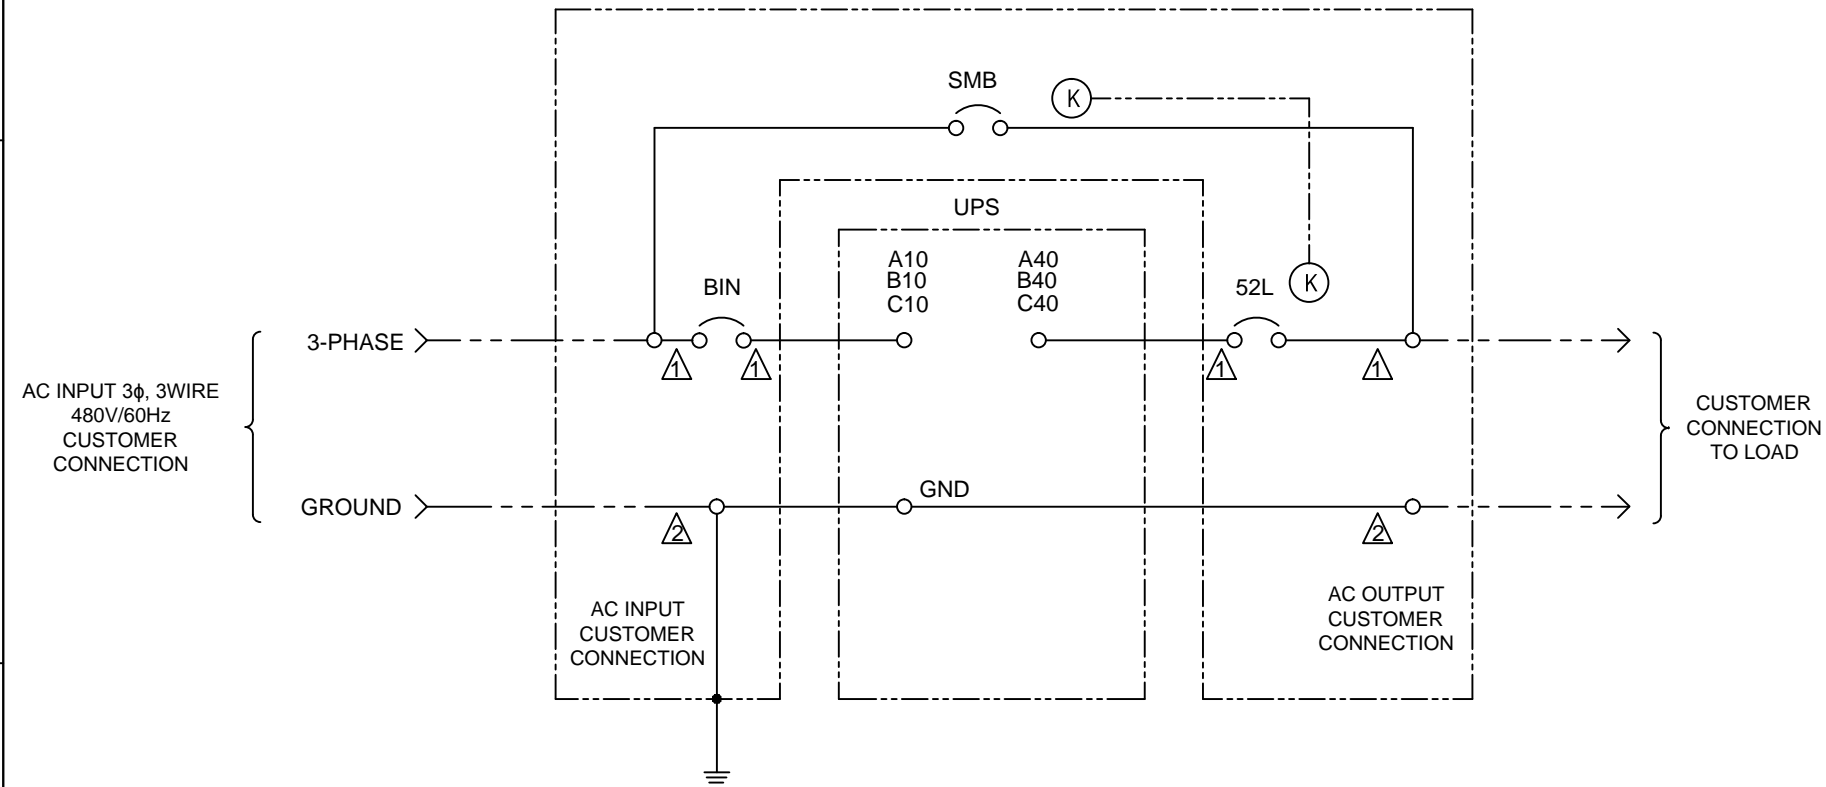 SMB
K
UPS
A10
B10
C10
A40
B40
C40
BIN
52L
K
3-PHASE
1
1
1
1
AC INPUT 3ϕ, 3WIRE
480V/60Hz
CUSTOMER
CONNECTION
CUSTOMER
CONNECTION
TO LOAD
GROUND
GND
2
2
AC INPUT
CUSTOMER
CONNECTION
AC OUTPUT
CUSTOMER
CONNECTION